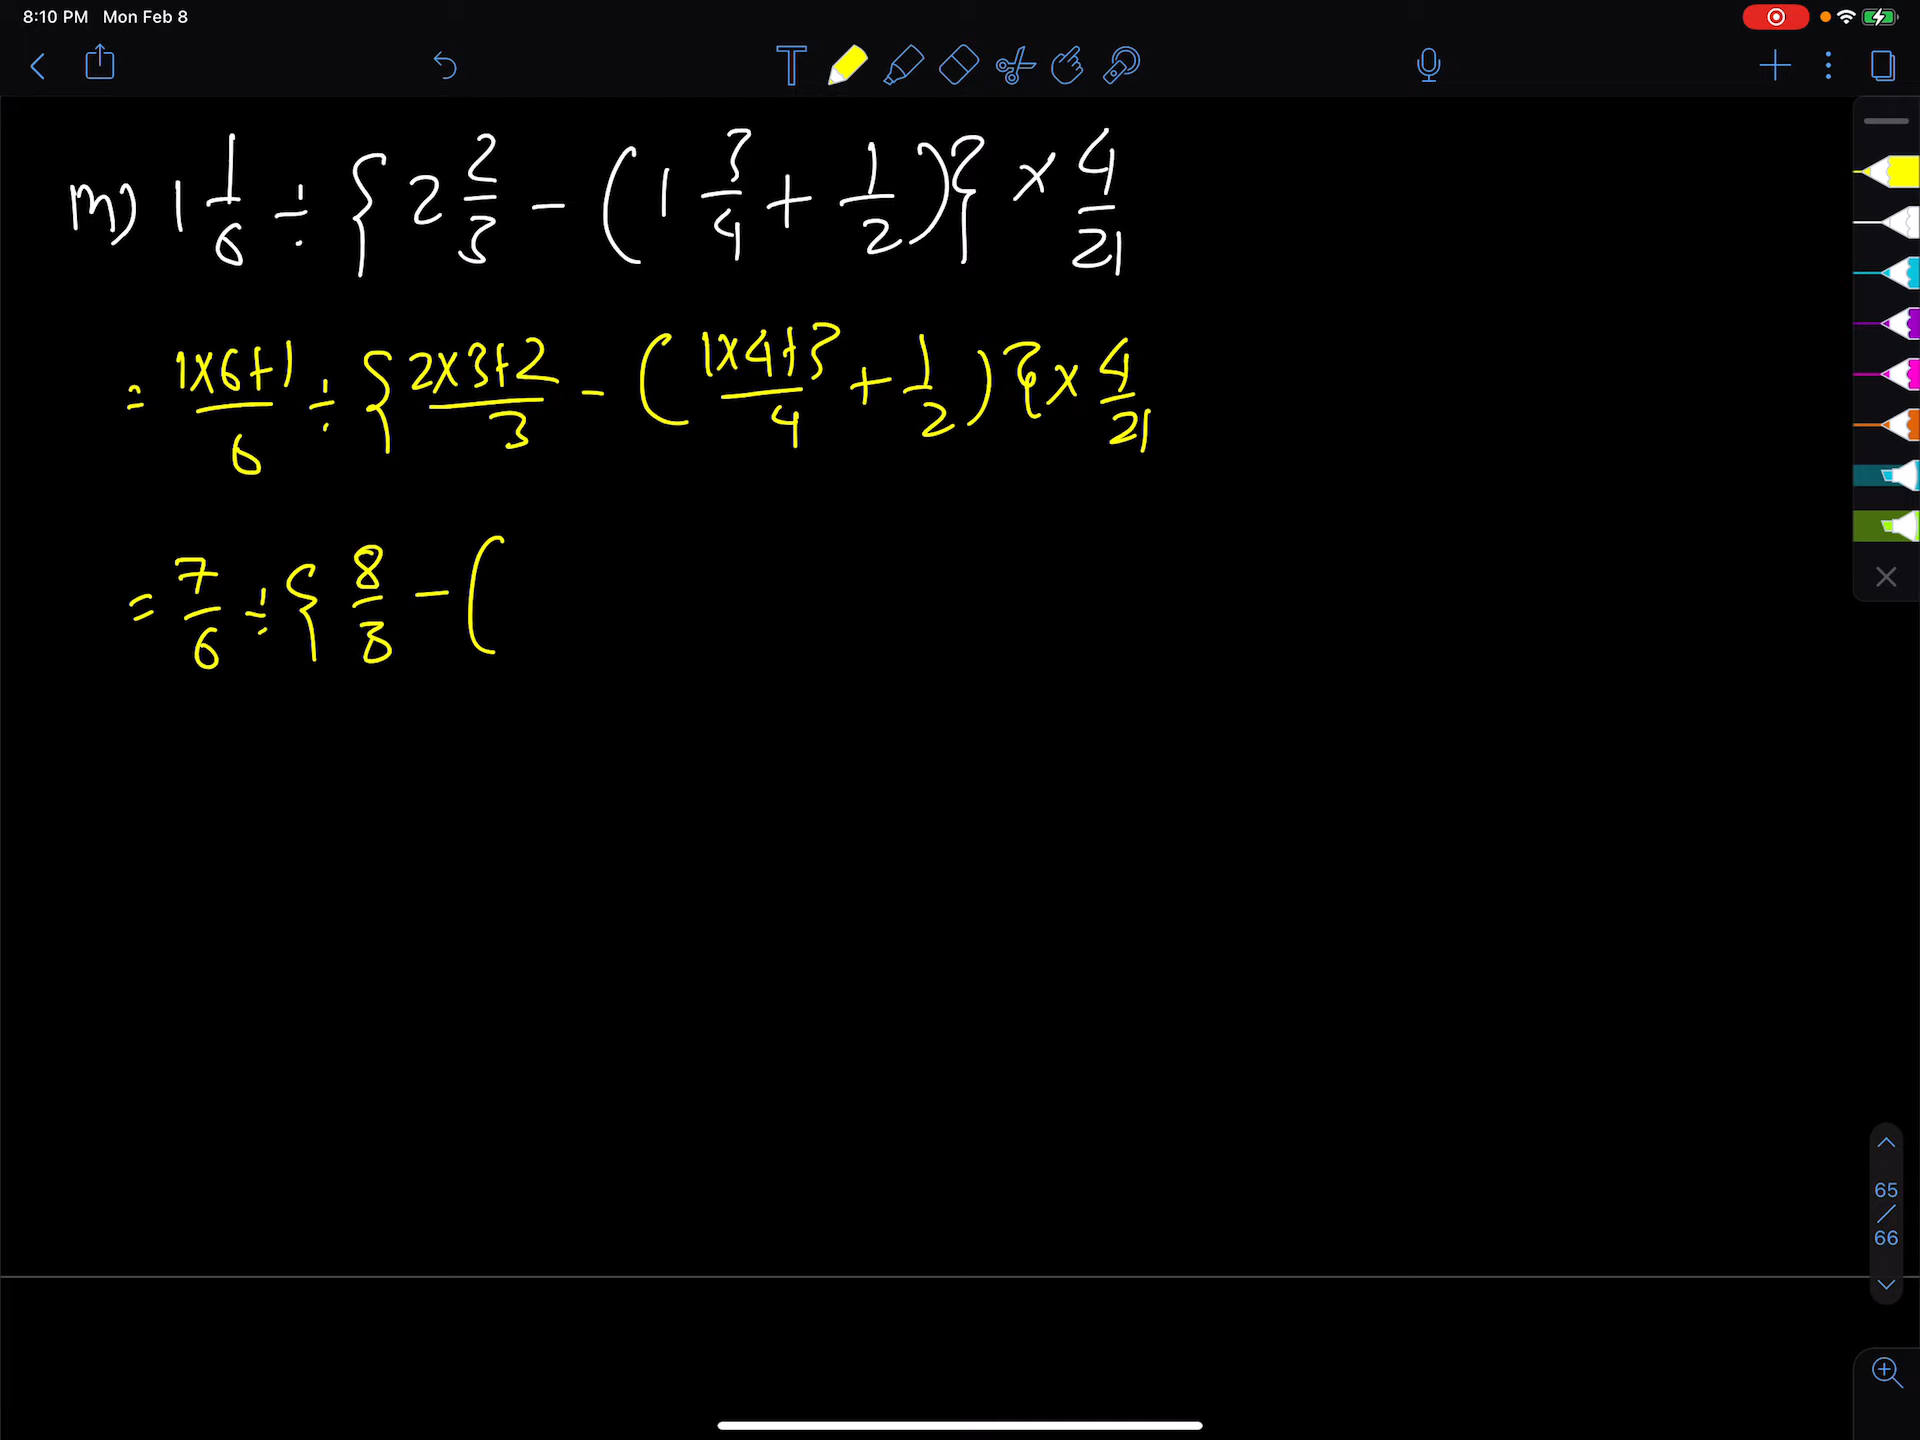 8:10 PM Mon Feb 8
m) 1 1/6 ÷ { 2 2/3 - ( 1 3/4 + 1/2 ) } × 4/21
= 1×6+1/6 ÷ { 2×3+2/3 - ( 1×4+3/4 + 1/2 ) } × 4/21
= 7/6 ÷ { 8/3 - (
65
/
66